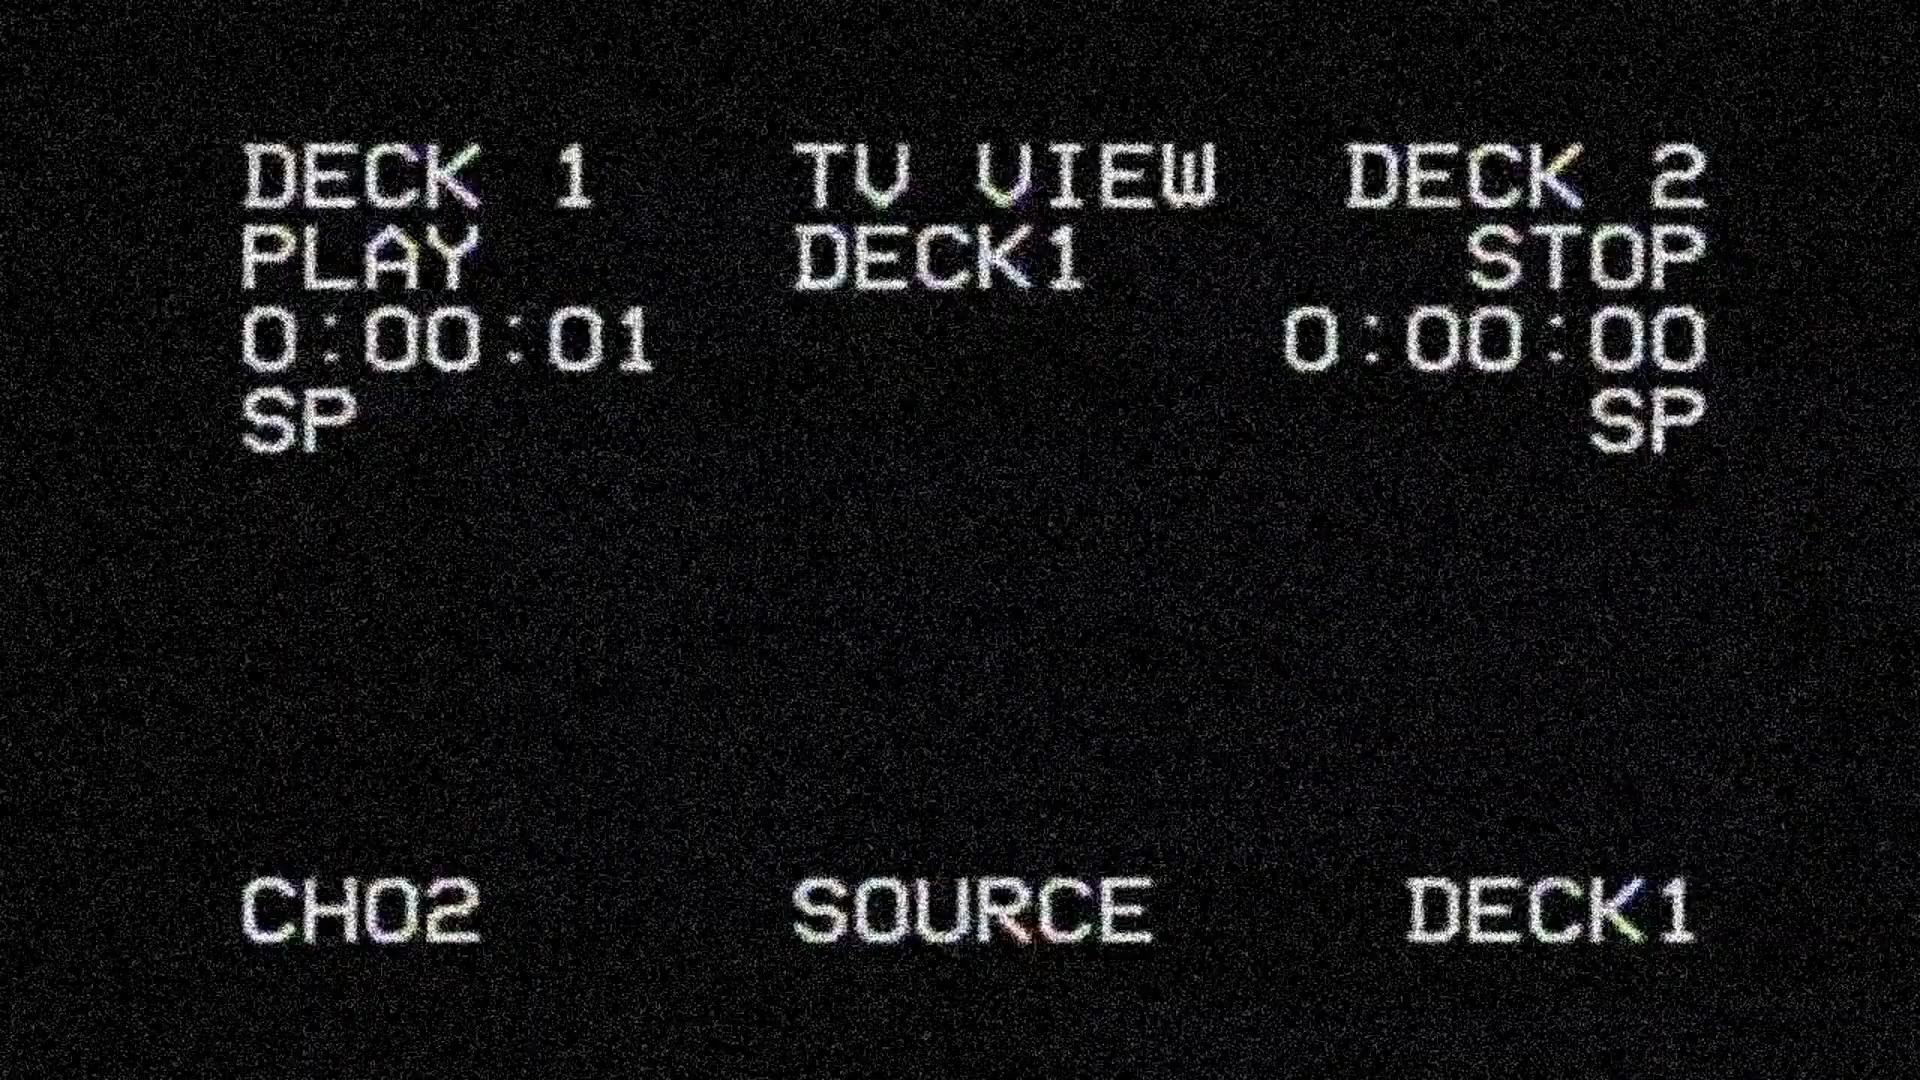 DECK 1 TV VIEW DECK 2
PLAY DECK1 STOP
0:00:01 0:00:00
SP SP
CH02 SOURCE DECK1